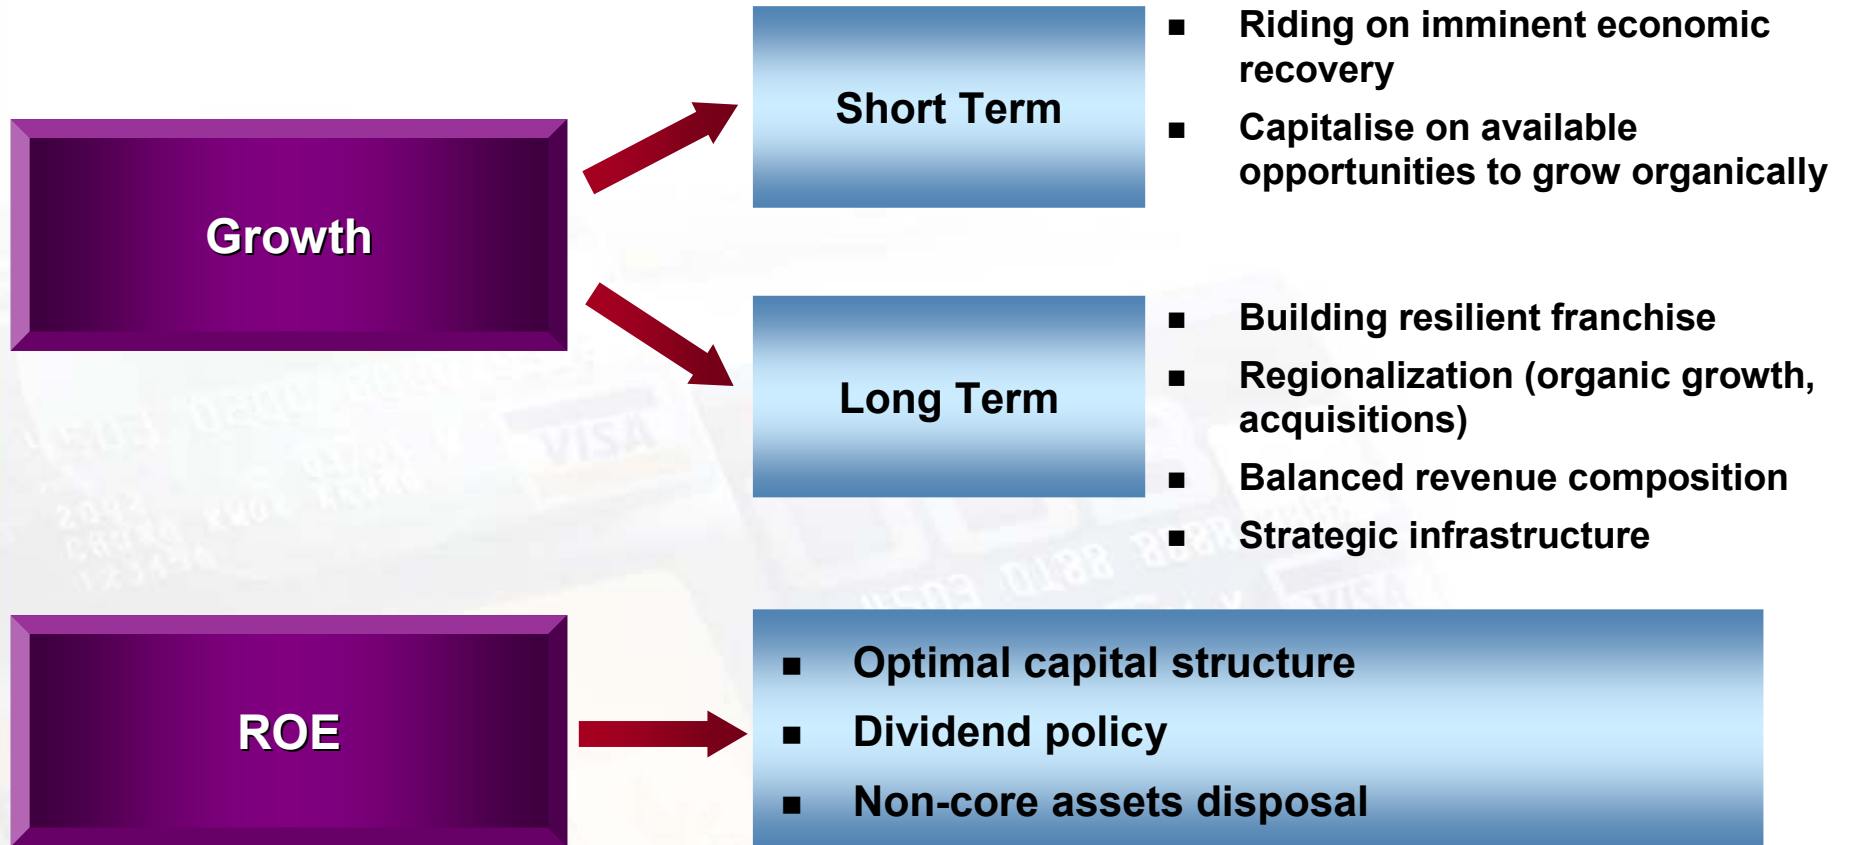 Growth
Short Term
■ Riding on imminent economic
recovery
■ Capitalise on available
opportunities to grow organically
Long Term
■ Building resilient franchise
■ Regionalization (organic growth,
acquisitions)
■ Balanced revenue composition
■ Strategic infrastructure
ROE
■ Optimal capital structure
■ Dividend policy
■ Non-core assets disposal
VISA